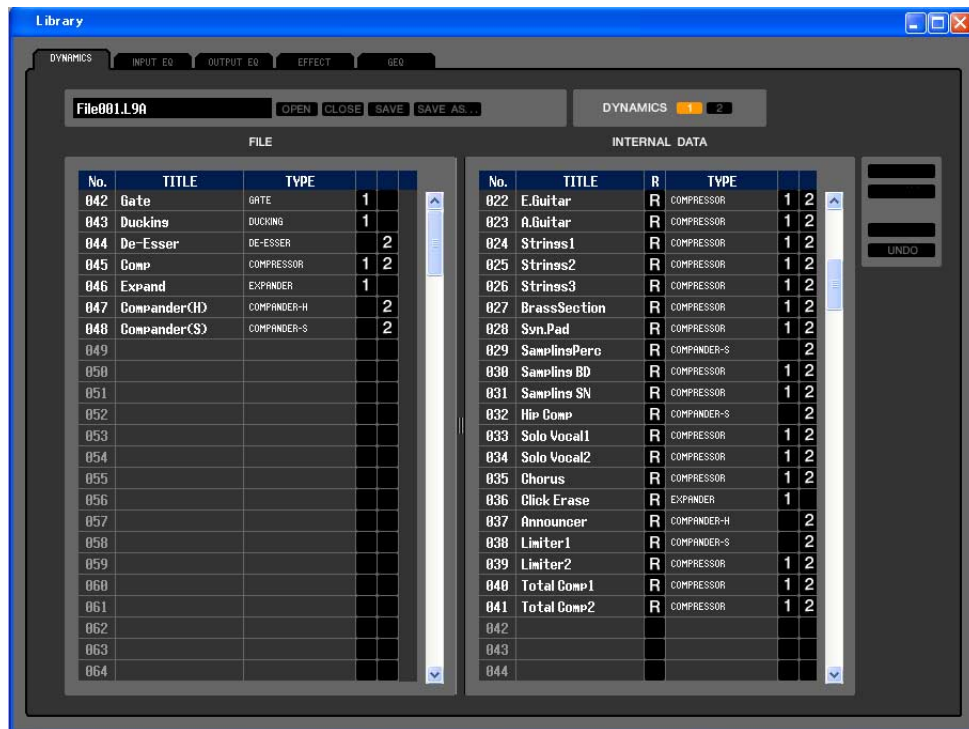 Library
DYNAMICS INPUT EQ OUTPUT EQ EFFECT GEQ
File001.L9A OPEN CLOSE SAVE SAVE AS... DYNAMICS 1 2
FILE INTERNAL DATA
No. TITLE TYPE No. TITLE R TYPE
042 Gate GATE 1 022 E.Guitar R COMPRESSOR 1 2
043 Ducking DUCKING 1 023 A.Guitar R COMPRESSOR 1 2
044 De-Esser DE-ESSER 2 024 Strings1 R COMPRESSOR 1 2
045 Comp COMPRESSOR 1 2 025 Strings2 R COMPRESSOR 1 2
046 Expand EXPANDER 1 026 Strings3 R COMPRESSOR 1 2
047 Compander(H) COMPANDER-H 2 027 BrassSection R COMPRESSOR 1 2
048 Compander(S) COMPANDER-S 2 028 Syn.Pad R COMPRESSOR 1 2
049 029 SamplingPerc R COMPANDER-S 2
050 030 Sampling BD R COMPRESSOR 1 2
051 031 Sampling SN R COMPRESSOR 1 2
052 032 Hip Comp R COMPANDER-S 2
053 033 Solo Vocal1 R COMPRESSOR 1 2
054 034 Solo Vocal2 R COMPRESSOR 1 2
055 035 Chorus R COMPRESSOR 1 2
056 036 Click Erase R EXPANDER 1
057 037 Announcer R COMPANDER-H 2
058 038 Limiter1 R COMPANDER-S 2
059 039 Limiter2 R COMPRESSOR 1 2
060 040 Total Comp1 R COMPRESSOR 1 2
061 041 Total Comp2 R COMPRESSOR 1 2
062 042
063 043
064 044
UNDO